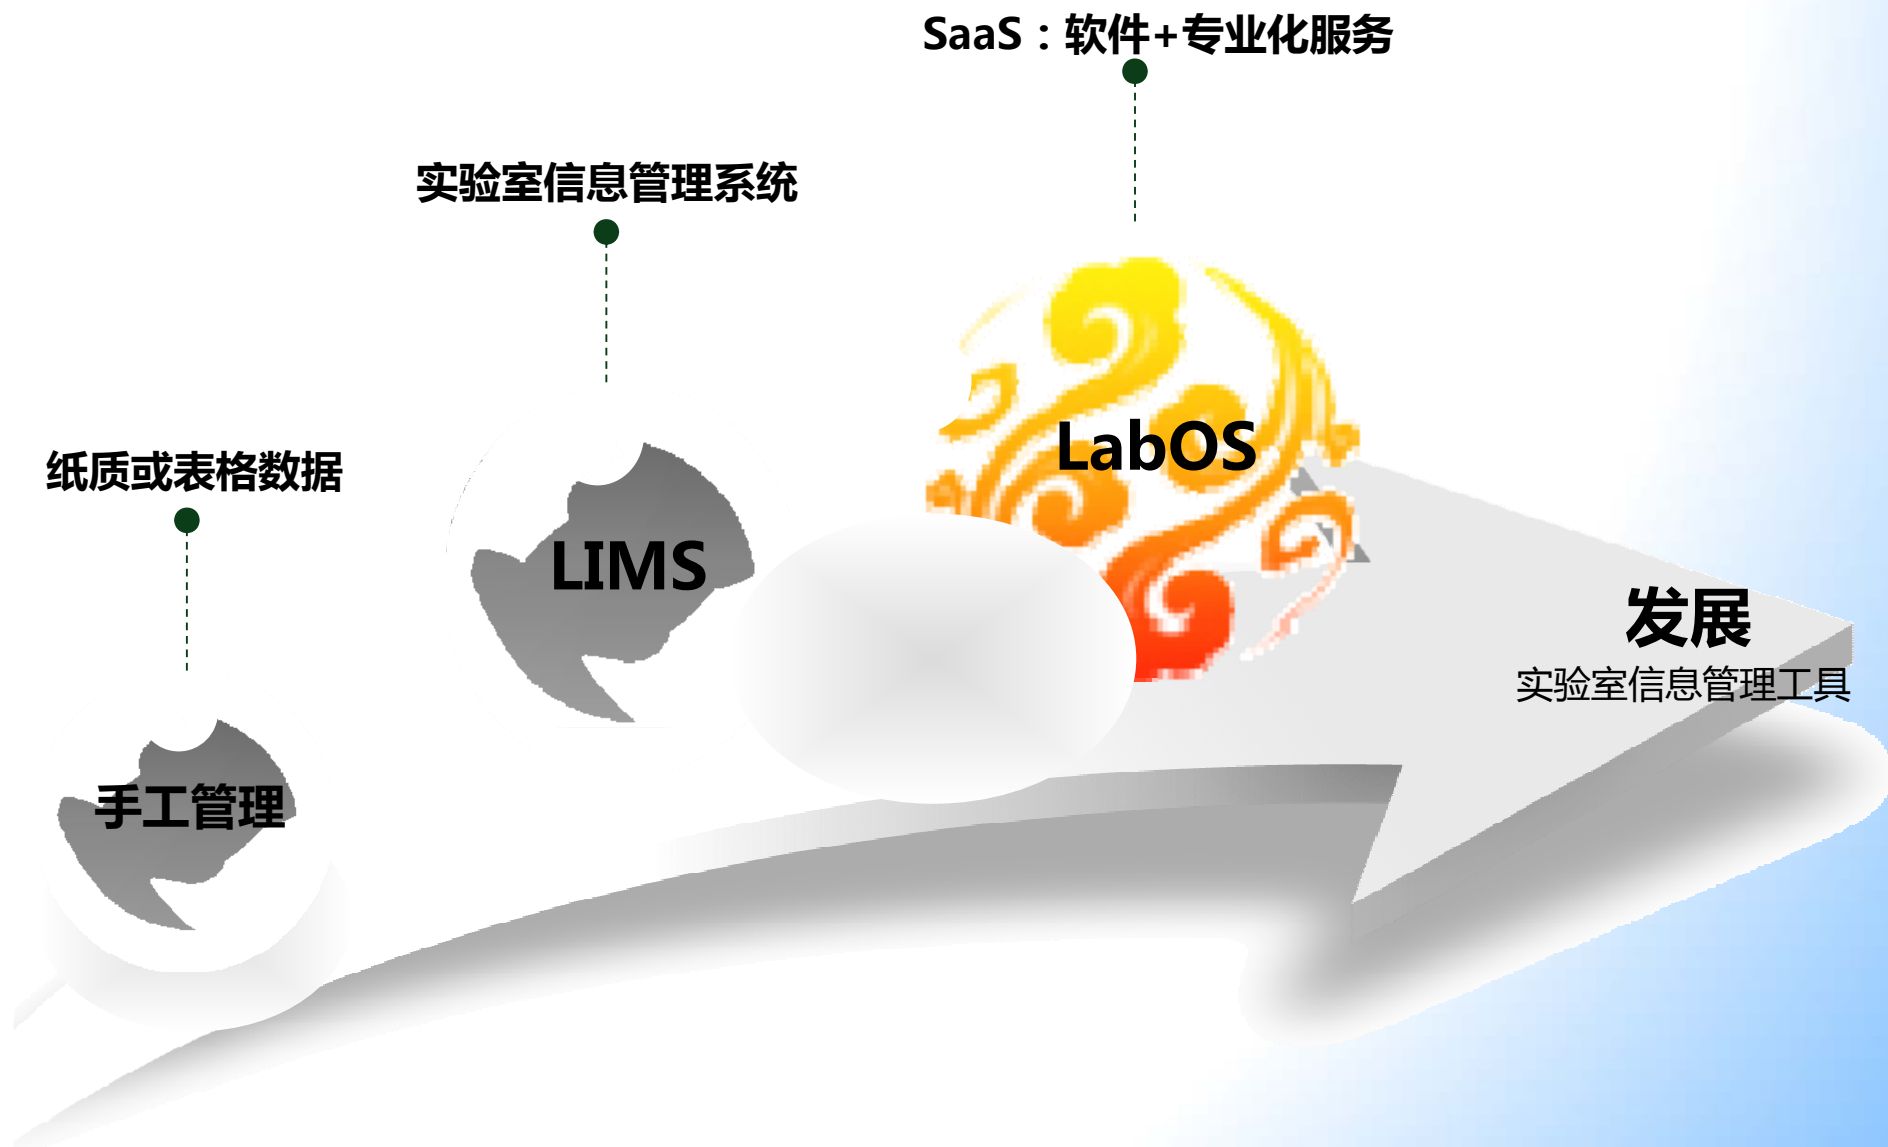 SaaS：软件+专业化服务
实验室信息管理系统
纸质或表格数据
LabOS
LIMS
手工管理
发展
实验室信息管理工具